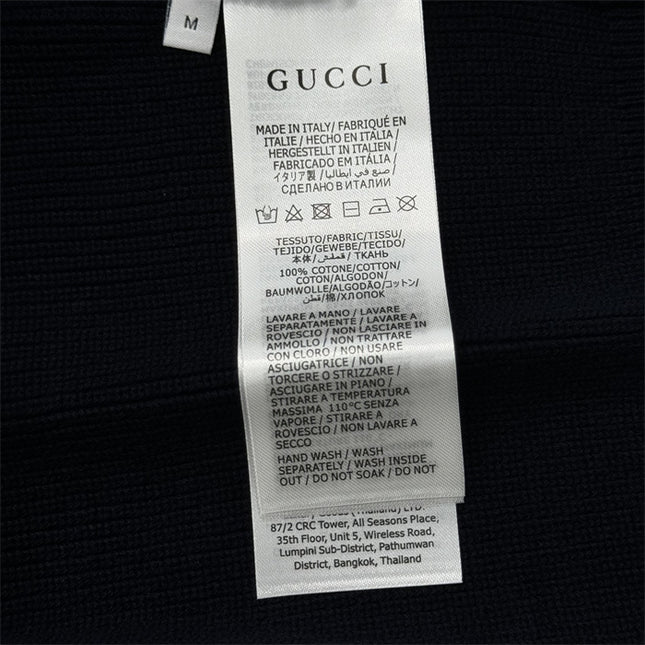 M
GUCCI
MADE IN ITALY/ FABRIQUÉ EN
ITALIE / HECHO EN ITALIA/
HERGESTELLT IN ITALIEN /
FABRICADO EM ITÁLIA/
イタリア製 / صنع في ايطاليا /
СДЕЛАНО В ИТАЛИИ
TESSUTO/FABRIC/TISSU/
TEJIDO/GEWEBE/TECIDO/
本体/ قماش / ТКАНЬ
100% COTONE/COTTON/
COTON/ALGODON/
BAUMWOLLE/ALGODÃO/コットン/
قطن/棉/ХЛОПОК
LAVARE A MANO / LAVARE
SEPARATAMENTE / LAVARE A
ROVESCIO / NON LASCIARE IN
AMMOLLO / NON TRATTARE
CON CLORO / NON USARE
ASCIUGATRICE / NON
TORCERE O STRIZZARE /
ASCIUGARE IN PIANO /
STIRARE A TEMPERATURA
MASSIMA 110°C SENZA
VAPORE / STIRARE A
ROVESCIO / NON LAVARE A
SECCO
HAND WASH / WASH
SEPARATELY / WASH INSIDE
OUT / DO NOT SOAK / DO NOT
(Thailand) LTD.
87/2 CRC Tower, All Seasons Place,
35th Floor, Unit 5, Wireless Road,
Lumpini Sub-District, Pathumwan
District, Bangkok, Thailand